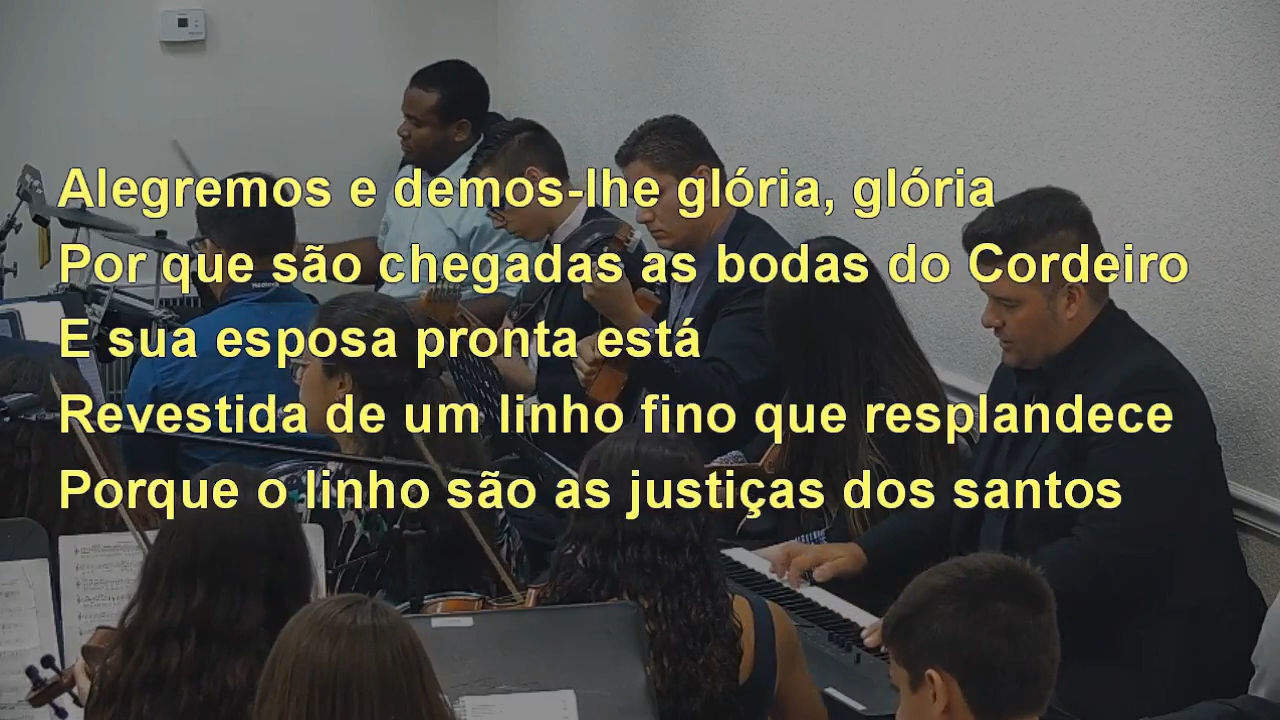 Alegremos e demos-lhe glória, glória
Por que são chegadas as bodas do Cordeiro
E sua esposa pronta está
Revestida de um linho fino que resplandece
Porque o linho são as justiças dos santos